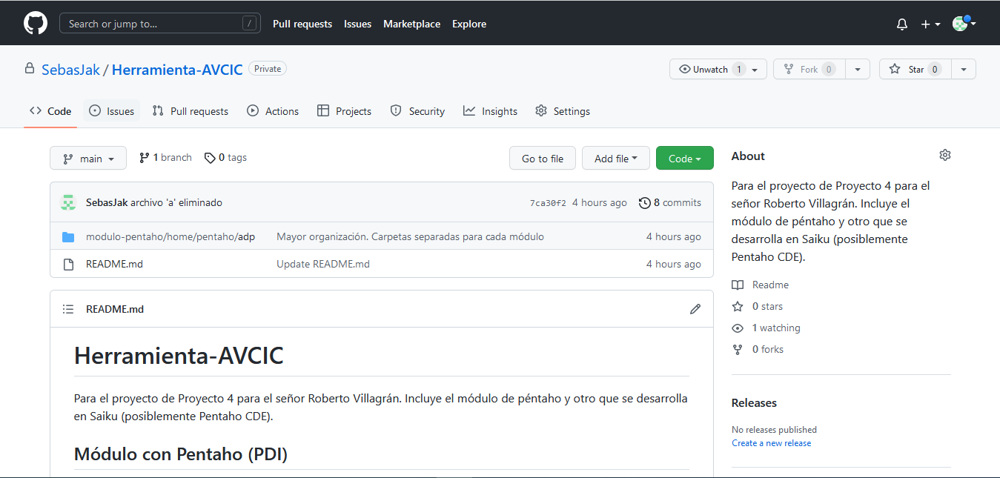 Search or jump to... / Pull requests Issues Marketplace Explore
SebasJak / Herramienta-AVCIC Private Unwatch 1 Fork 0 Star 0
Code Issues Pull requests Actions Projects Security Insights Settings
main 1 branch 0 tags Go to file Add file Code
SebasJak archivo 'a' eliminado 7ca30f2 4 hours ago 8 commits
modulo-pentaho/home/pentaho/adp Mayor organización. Carpetas separadas para cada módulo 4 hours ago
README.md Update README.md 4 hours ago
README.md
Herramienta-AVCIC
Para el proyecto de Proyecto 4 para el señor Roberto Villagrán. Incluye el módulo de péntaho y otro que se desarrolla
en Saiku (posiblemente Pentaho CDE).
Módulo con Pentaho (PDI)
About
Para el proyecto de Proyecto 4 para el
señor Roberto Villagrán. Incluye el
módulo de péntaho y otro que se
desarrolla en Saiku (posiblemente
Pentaho CDE).
Readme
0 stars
1 watching
0 forks
Releases
No releases published
Create a new release